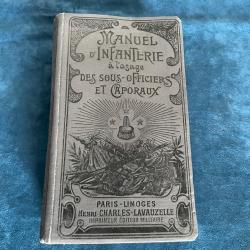 MANUEL
D'INFANTERIE
à l'usage
DES SOUS-OFFICIERS
ET CAPORAUX
PARIS-LIMOGES
HENRI CHARLES-LAVAUZELLE
IMPRIMEUR ÉDITEUR MILITAIRE